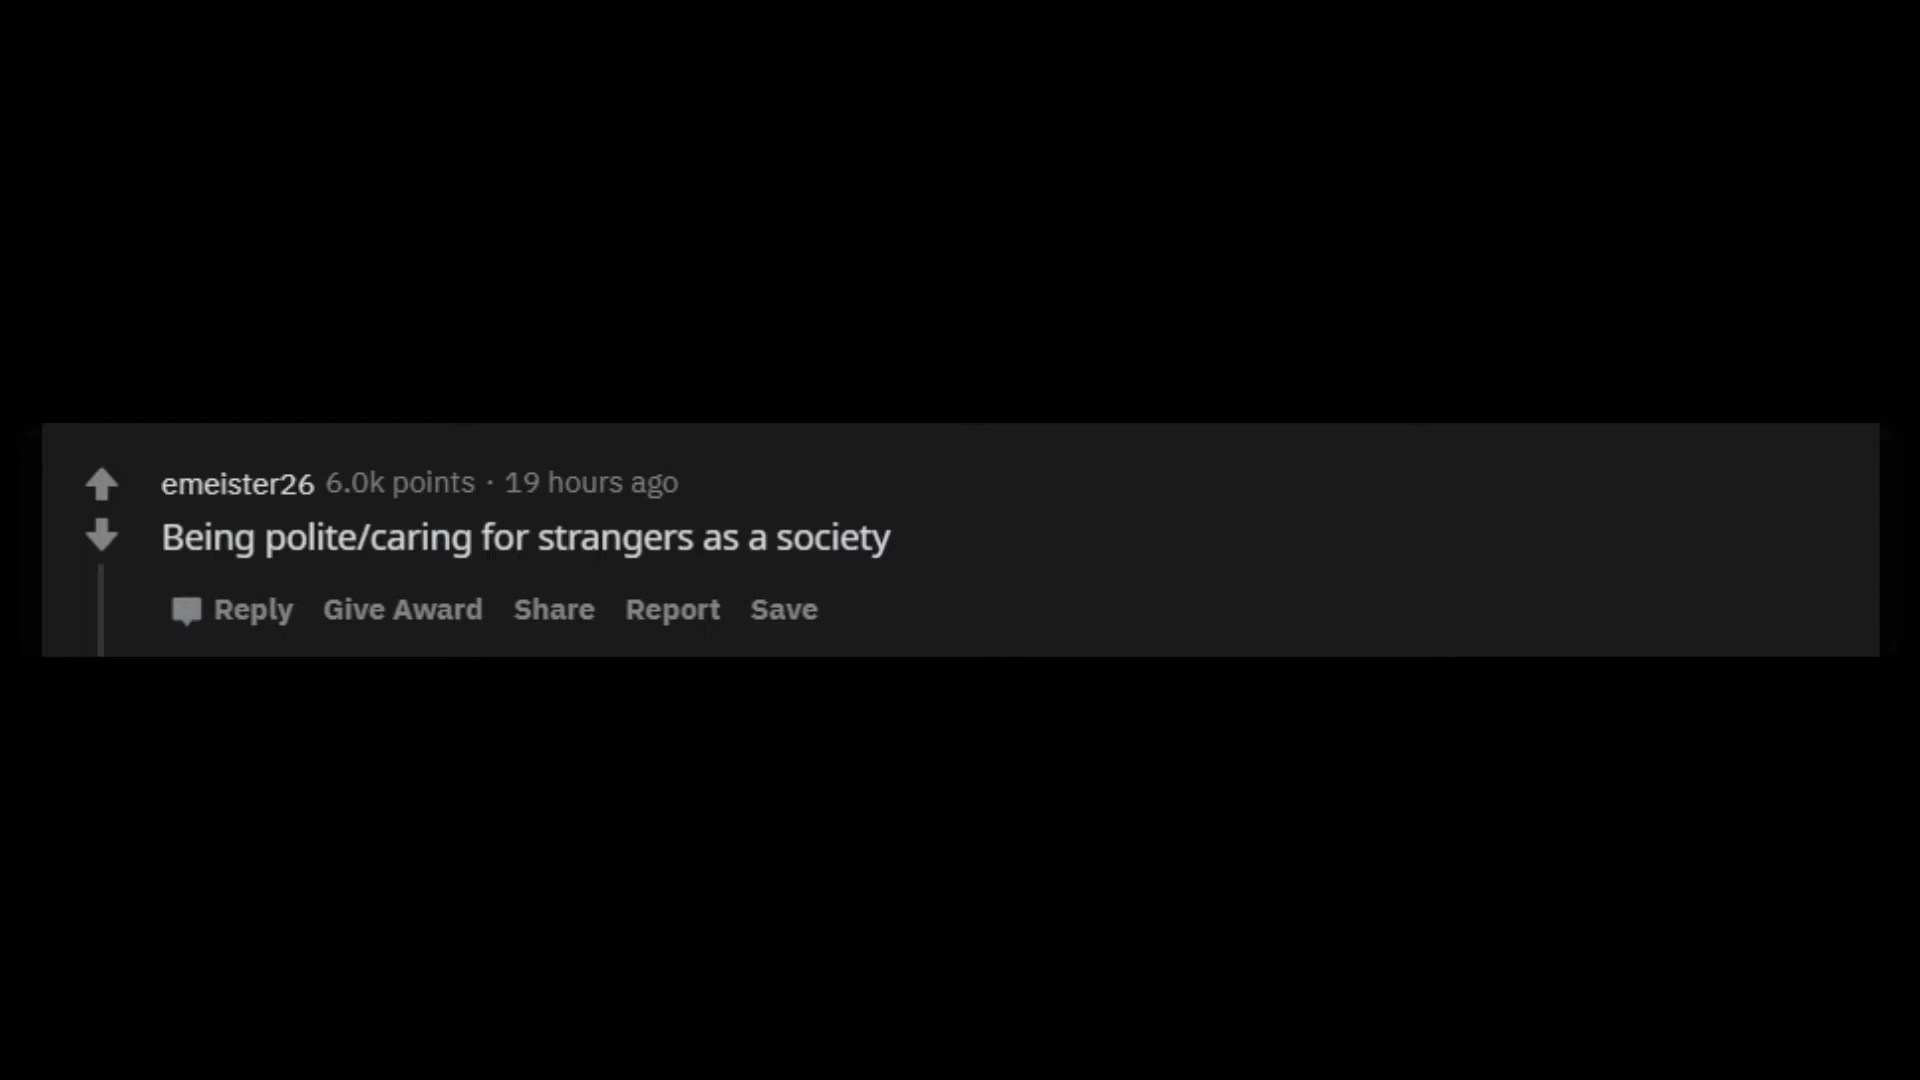 emeister26 6.0k points · 19 hours ago
Being polite/caring for strangers as a society
Reply Give Award Share Report Save